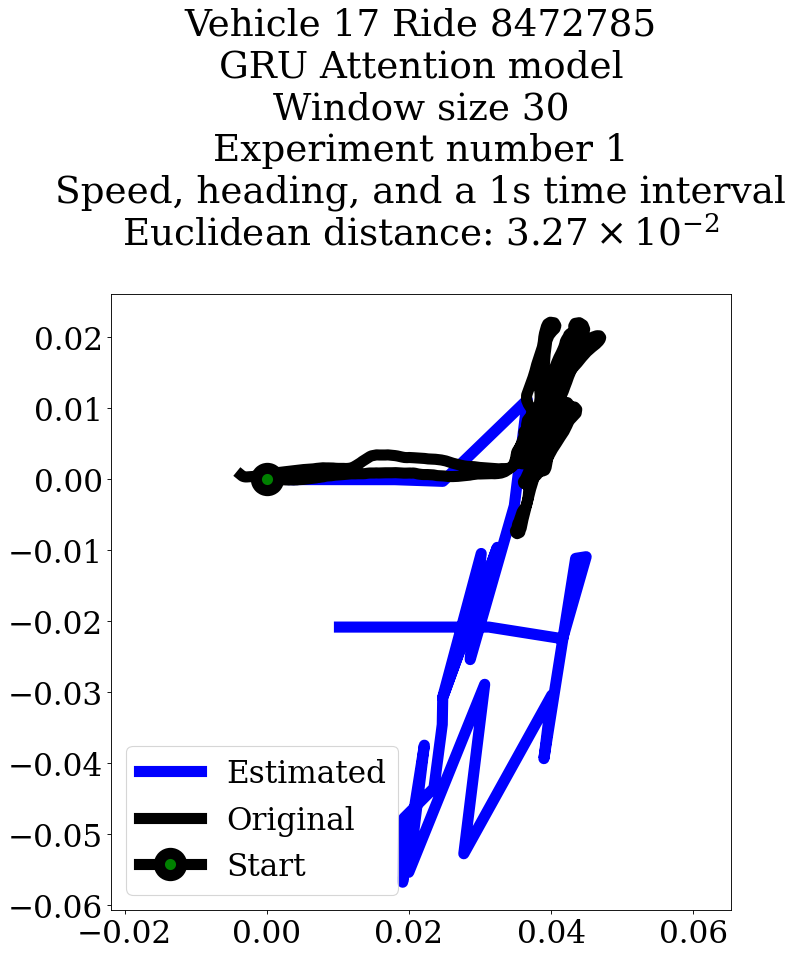 Vehicle 17 Ride 8472785
GRU Attention model
Window size 30
Experiment number 1
Speed, heading, and a 1s time interval
Euclidean distance: 3.27 × 10⁻²
0.02
0.01
0.00
−0.01
−0.02
−0.03
−0.04
−0.05
−0.06
Estimated
Original
Start
−0.02 0.00 0.02 0.04 0.06